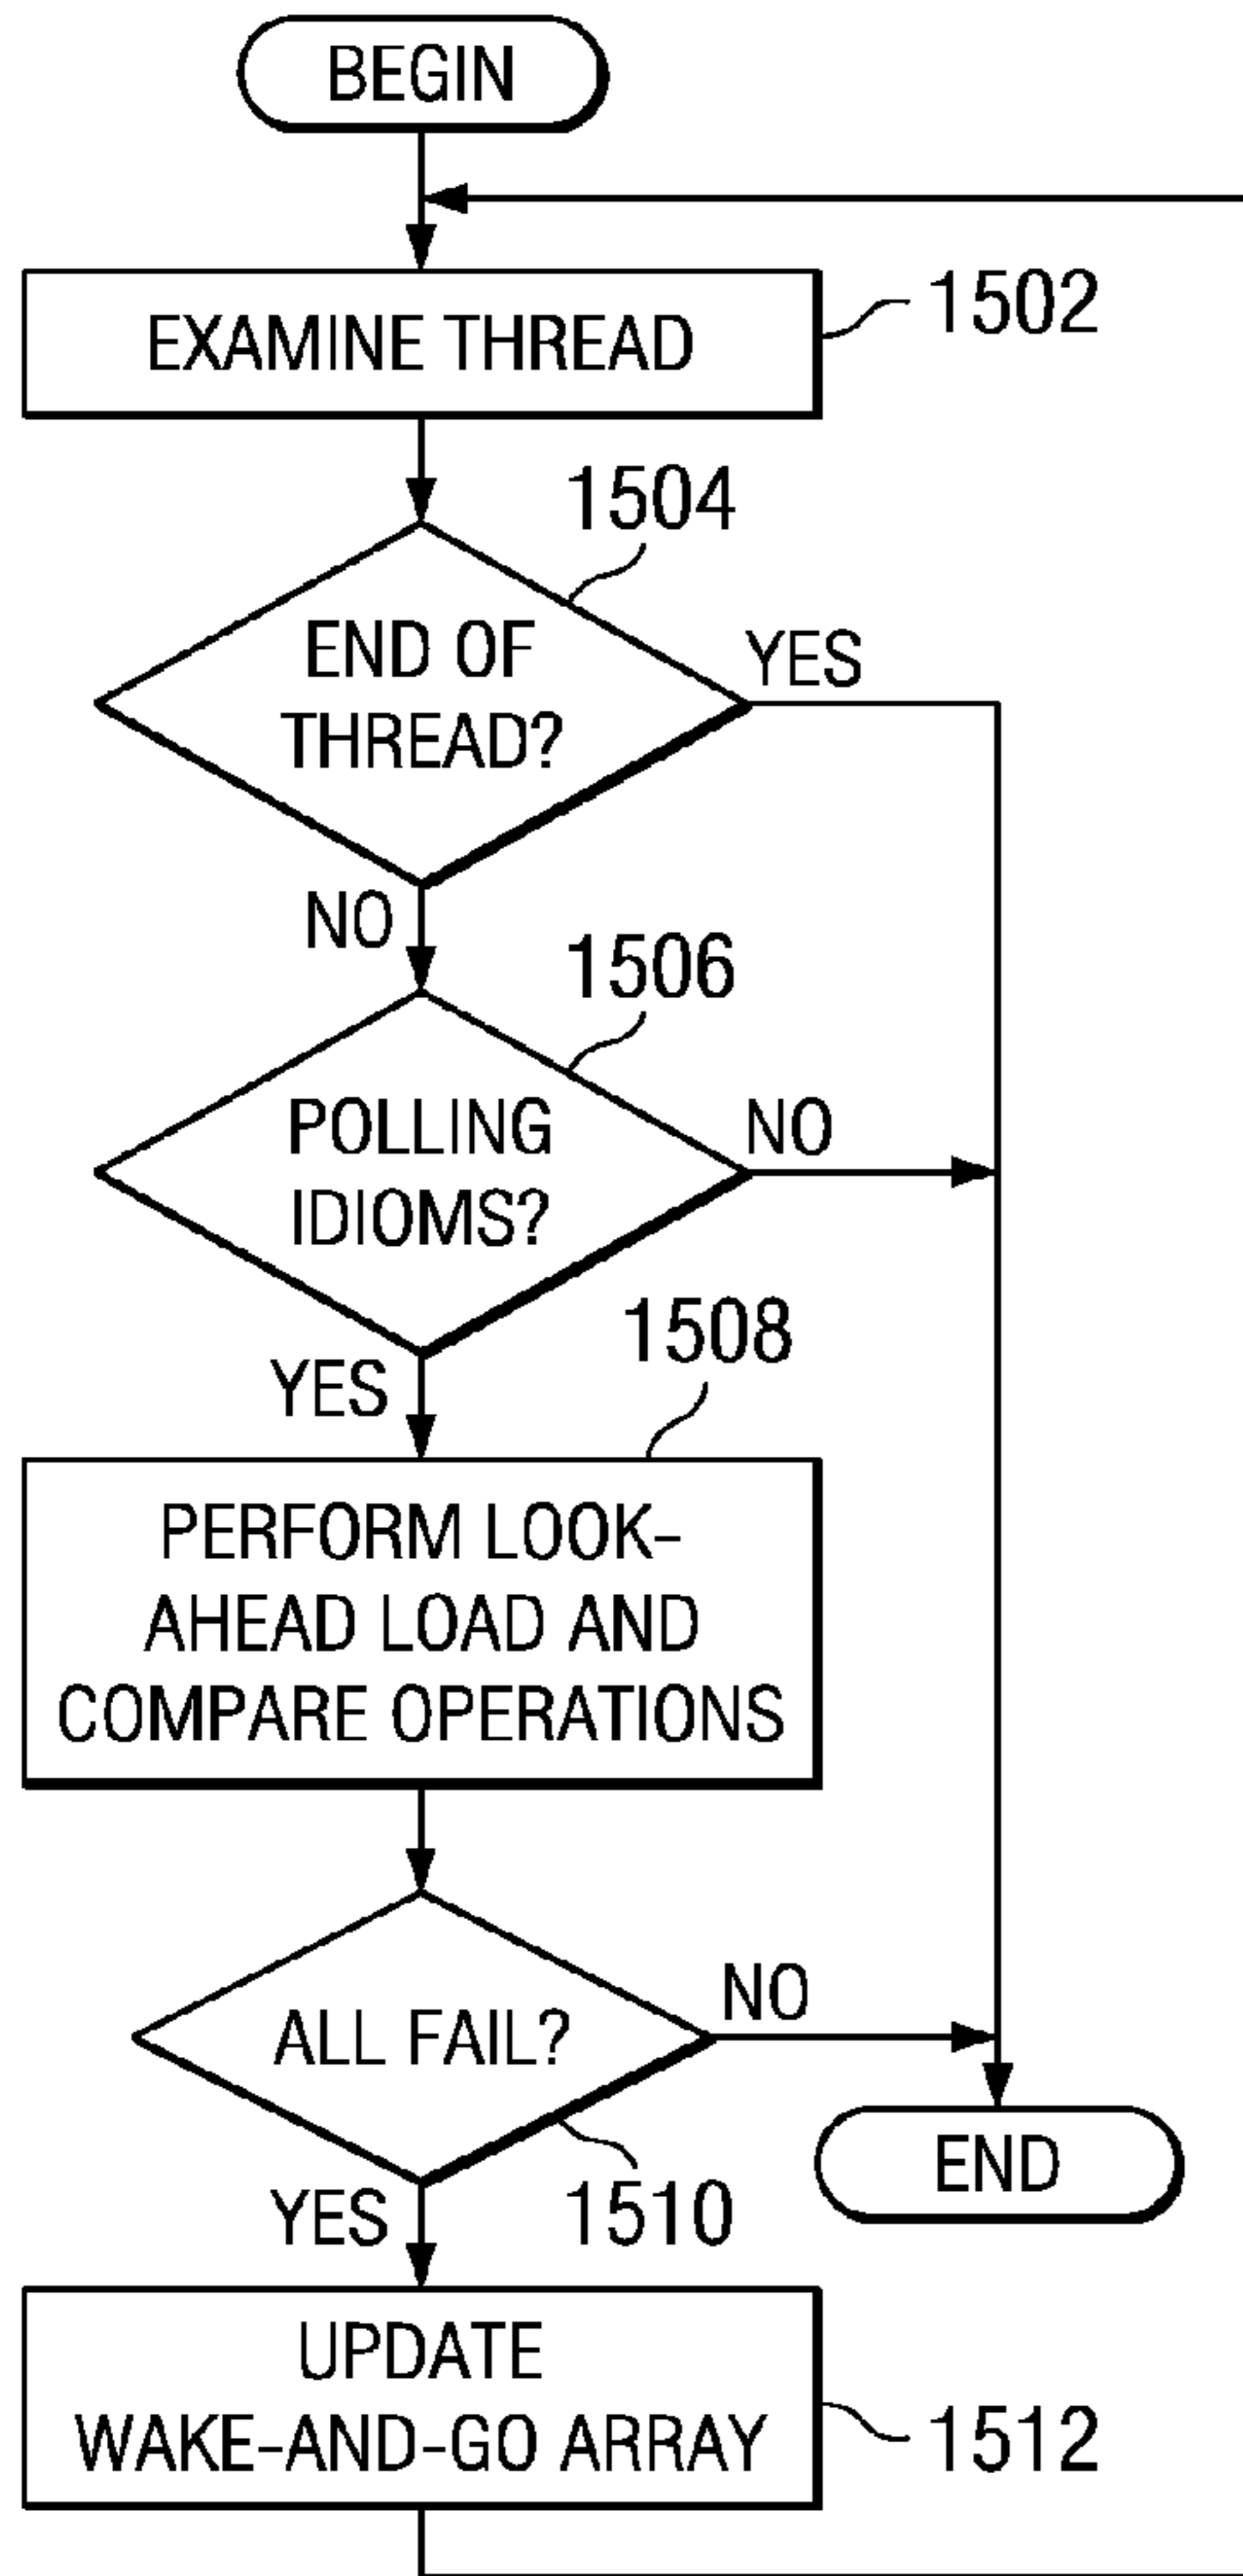 BEGIN
EXAMINE THREAD
1502
1504
END OF
THREAD?
YES
NO
1506
POLLING
IDIOMS?
NO
YES
1508
PERFORM LOOK-
AHEAD LOAD AND
COMPARE OPERATIONS
ALL FAIL?
NO
1510
YES
END
UPDATE
WAKE-AND-GO ARRAY
1512